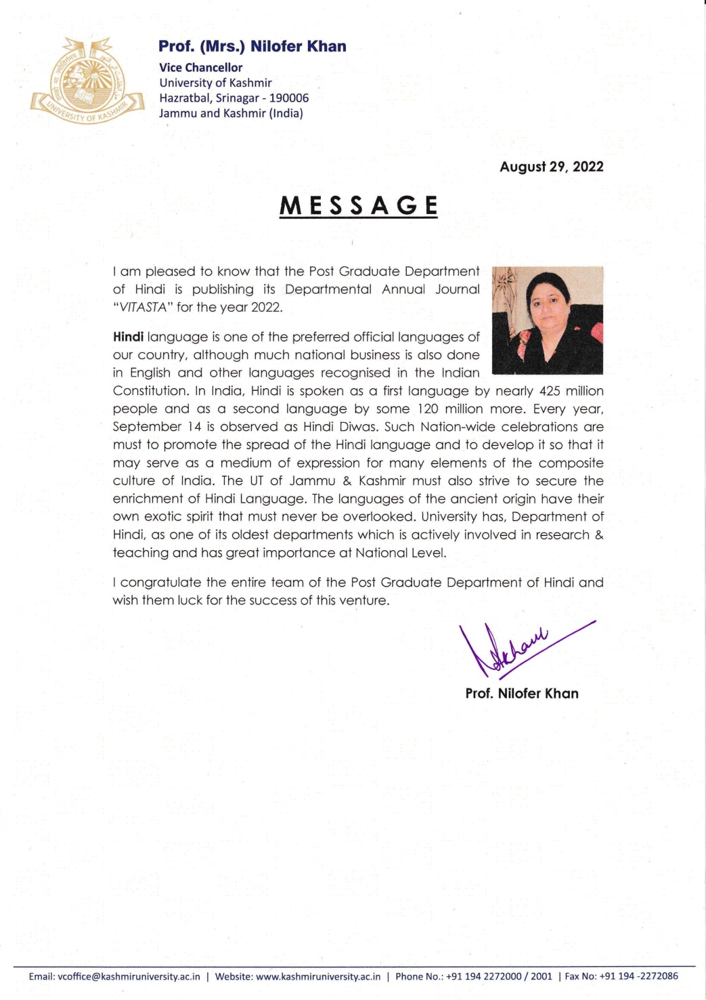 Prof. (Mrs.) Nilofer Khan
Vice Chancellor
University of Kashmir
Hazratbal, Srinagar - 190006
Jammu and Kashmir (India)
UNIVERSITY OF KASHMIR
August 29, 2022
MESSAGE
I am pleased to know that the Post Graduate Department
of Hindi is publishing its Departmental Annual Journal
“VITASTA” for the year 2022.
Hindi language is one of the preferred official languages of
our country, although much national business is also done
in English and other languages recognised in the Indian
Constitution. In India, Hindi is spoken as a first language by nearly 425 million
people and as a second language by some 120 million more. Every year,
September 14 is observed as Hindi Diwas. Such Nation-wide celebrations are
must to promote the spread of the Hindi language and to develop it so that it
may serve as a medium of expression for many elements of the composite
culture of India. The UT of Jammu & Kashmir must also strive to secure the
enrichment of Hindi Language. The languages of the ancient origin have their
own exotic spirit that must never be overlooked. University has, Department of
Hindi, as one of its oldest departments which is actively involved in research &
teaching and has great importance at National Level.
I congratulate the entire team of the Post Graduate Department of Hindi and
wish them luck for the success of this venture.
Prof. Nilofer Khan
Email: vcoffice@kashmiruniversity.ac.in | Website: www.kashmiruniversity.ac.in | Phone No.: +91 194 2272000 / 2001 | Fax No: +91 194 -2272086